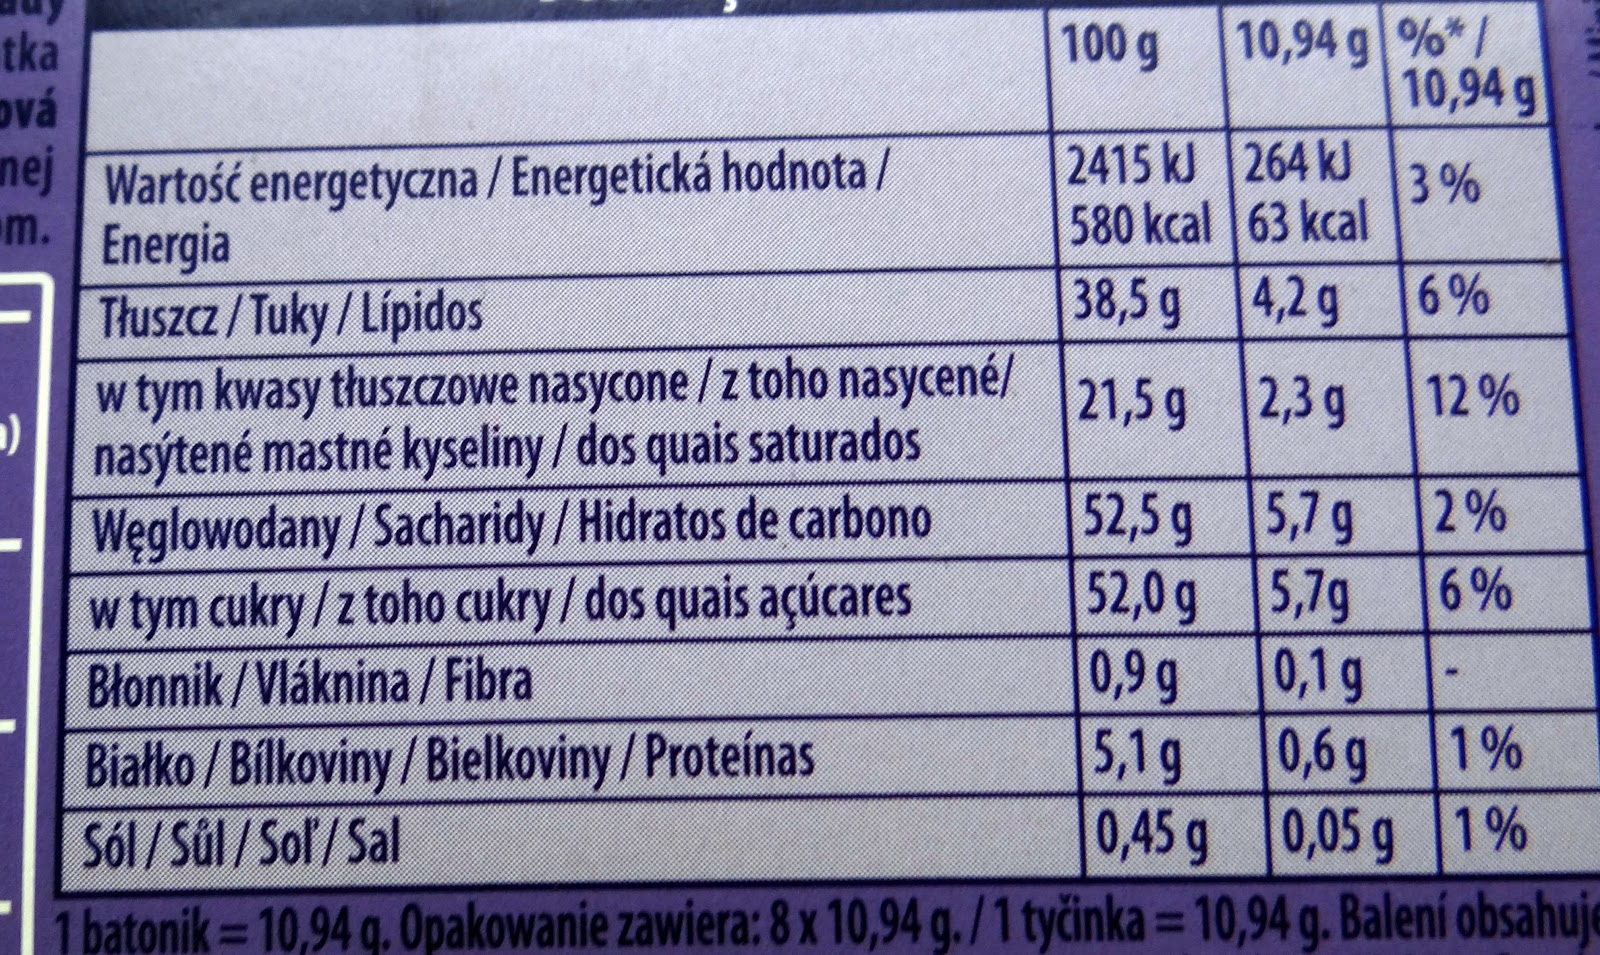 tka
ová
nej
m.
100 g 10,94 g %* / 10,94 g
Wartość energetyczna / Energetická hodnota /
Energia
2415 kJ 264 kJ 3 %
580 kcal 63 kcal
Tłuszcz / Tuky / Lípidos 38,5 g 4,2 g 6 %
w tym kwasy tłuszczowe nasycone / z toho nasycené/
nasýtené mastné kyseliny / dos quais saturados
21,5 g 2,3 g 12 %
Węglowodany / Sacharidy / Hidratos de carbono 52,5 g 5,7 g 2 %
w tym cukry / z toho cukry / dos quais açúcares 52,0 g 5,7g 6 %
Błonnik / Vláknina / Fibra 0,9 g 0,1 g -
Białko / Bílkoviny / Bielkoviny / Proteínas 5,1 g 0,6 g 1 %
Sól / Sůl / Soľ / Sal 0,45 g 0,05 g 1 %
1 batonik = 10,94 g. Opakowanie zawiera: 8 x 10,94 g. / 1 tyčinka = 10,94 g. Balení obsahuje